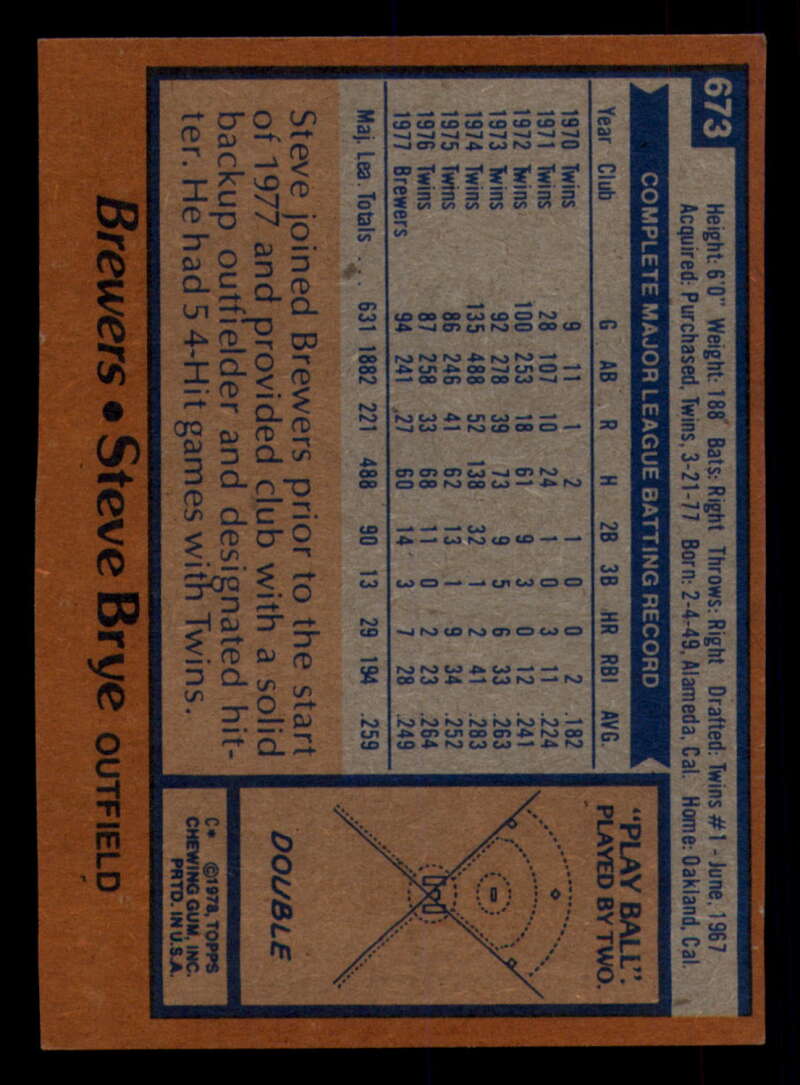 673
Height: 6'0" Weight: 188 Bats: Right Throws: Right Drafted: Twins #1 - June, 1967
Acquired: Purchased, Twins, 3-21-77 Born: 2-4-49, Alameda, Cal. Home: Oakland, Cal.
COMPLETE MAJOR LEAGUE BATTING RECORD
Year Club G AB R H 2B 3B HR RBI AVG.
1970 Twins 9 11 1 2 1 0 0 2 .182
1971 Twins 28 107 10 24 1 0 3 11 .224
1972 Twins 100 253 18 61 9 3 0 12 .241
1973 Twins 92 278 39 73 9 5 6 33 .263
1974 Twins 135 488 52 138 32 1 2 41 .283
1975 Twins 86 246 41 62 13 1 9 34 .252
1976 Twins 87 258 33 68 11 0 2 23 .264
1977 Brewers 94 241 27 60 14 3 7 28 .249
Maj. Lea. Totals . . 631 1882 221 488 90 13 29 194 .259
Steve joined Brewers prior to the start
of 1977 and provided club with a solid
backup outfielder and designated hit-
ter. He had 5 4-Hit games with Twins.
"PLAY BALL".
PLAYED BY TWO.
DOUBLE
C* ©1978, TOPPS
CHEWING GUM, INC.
PRTD. IN U.S.A.
Brewers • Steve Brye OUTFIELD